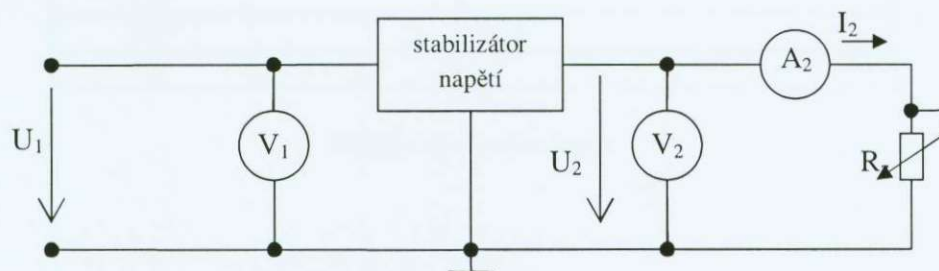 stabilizátor
napětí
I₂
A₂
U₁
V₁
U₂
V₂
R